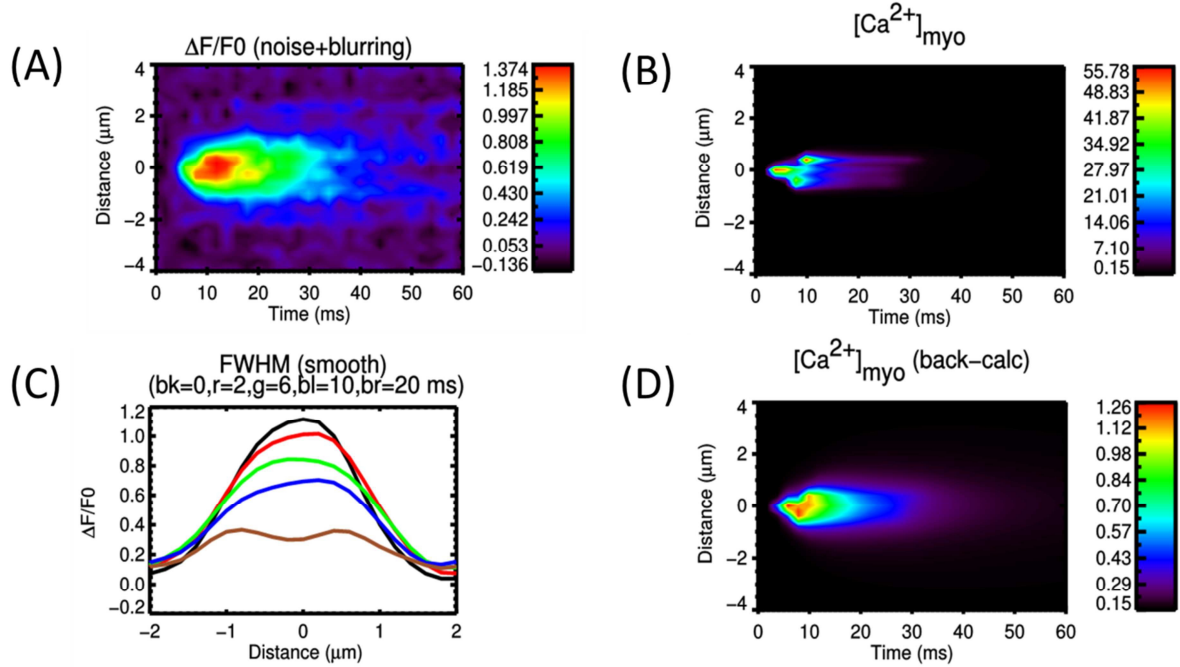 (A)
ΔF/F0 (noise+blurring)
4
2
0
−2
−4
Distance (μm)
0 10 20 30 40 50 60
Time (ms)
1.374
1.185
0.997
0.808
0.619
0.430
0.242
0.053
−0.136
(B)
[Ca2+]myo
4
2
0
−2
−4
Distance (μm)
0 10 20 30 40 50 60
Time (ms)
55.78
48.83
41.87
34.92
27.97
21.01
14.06
7.10
0.15
(C)
FWHM (smooth)
(bk=0,r=2,g=6,bl=10,br=20 ms)
1.2
1.0
0.8
0.6
0.4
0.2
0.0
−0.2
ΔF/F0
−2 −1 0 1 2
Distance (μm)
(D)
[Ca2+]myo (back−calc)
4
2
0
−2
−4
Distance (μm)
0 10 20 30 40 50 60
Time (ms)
1.26
1.12
0.98
0.84
0.70
0.57
0.43
0.29
0.15